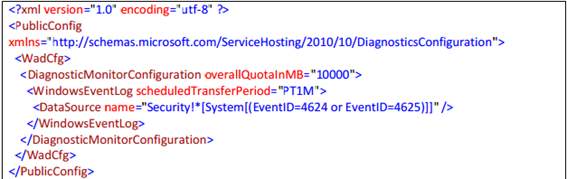 <?xml version="1.0" encoding="utf-8" ?>
<PublicConfig
xmlns="http://schemas.microsoft.com/ServiceHosting/2010/10/DiagnosticsConfiguration">
<WadCfg>
<DiagnosticMonitorConfiguration overallQuotaInMB="10000">
<WindowsEventLog scheduledTransferPeriod="PT1M">
<DataSource name="Security!*[System[(EventID=4624 or EventID=4625)]]" />
</WindowsEventLog>
</DiagnosticMonitorConfiguration>
</WadCfg>
</PublicConfig>